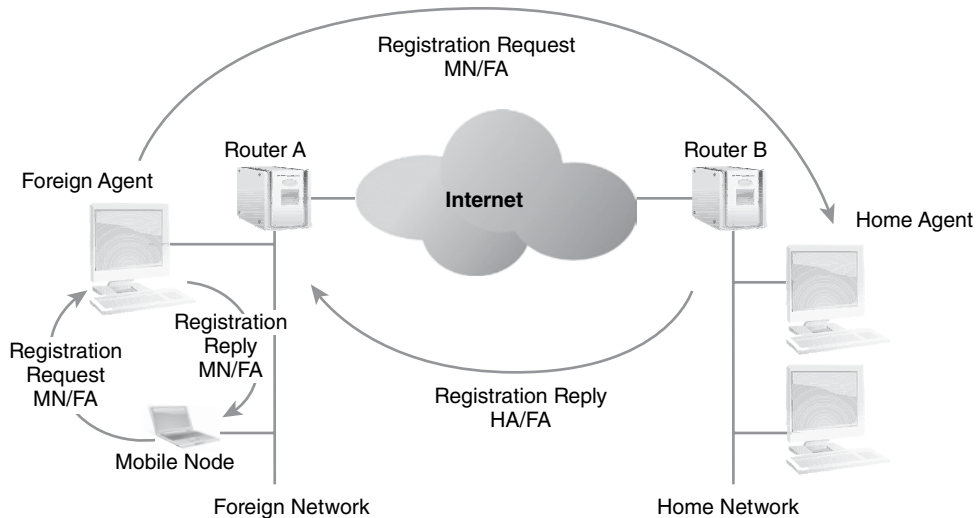 Registration Request
MN/FA
Router A
Router B
Foreign Agent
Internet
Home Agent
Registration
Reply
MN/FA
Registration
Request
MN/FA
Registration Reply
HA/FA
Mobile Node
Foreign Network
Home Network